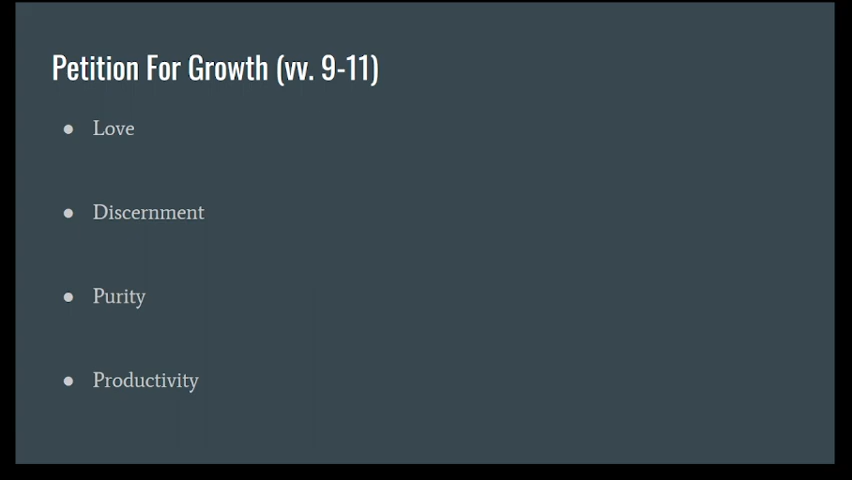 Petition For Growth (vv. 9-11)
● Love
● Discernment
● Purity
● Productivity